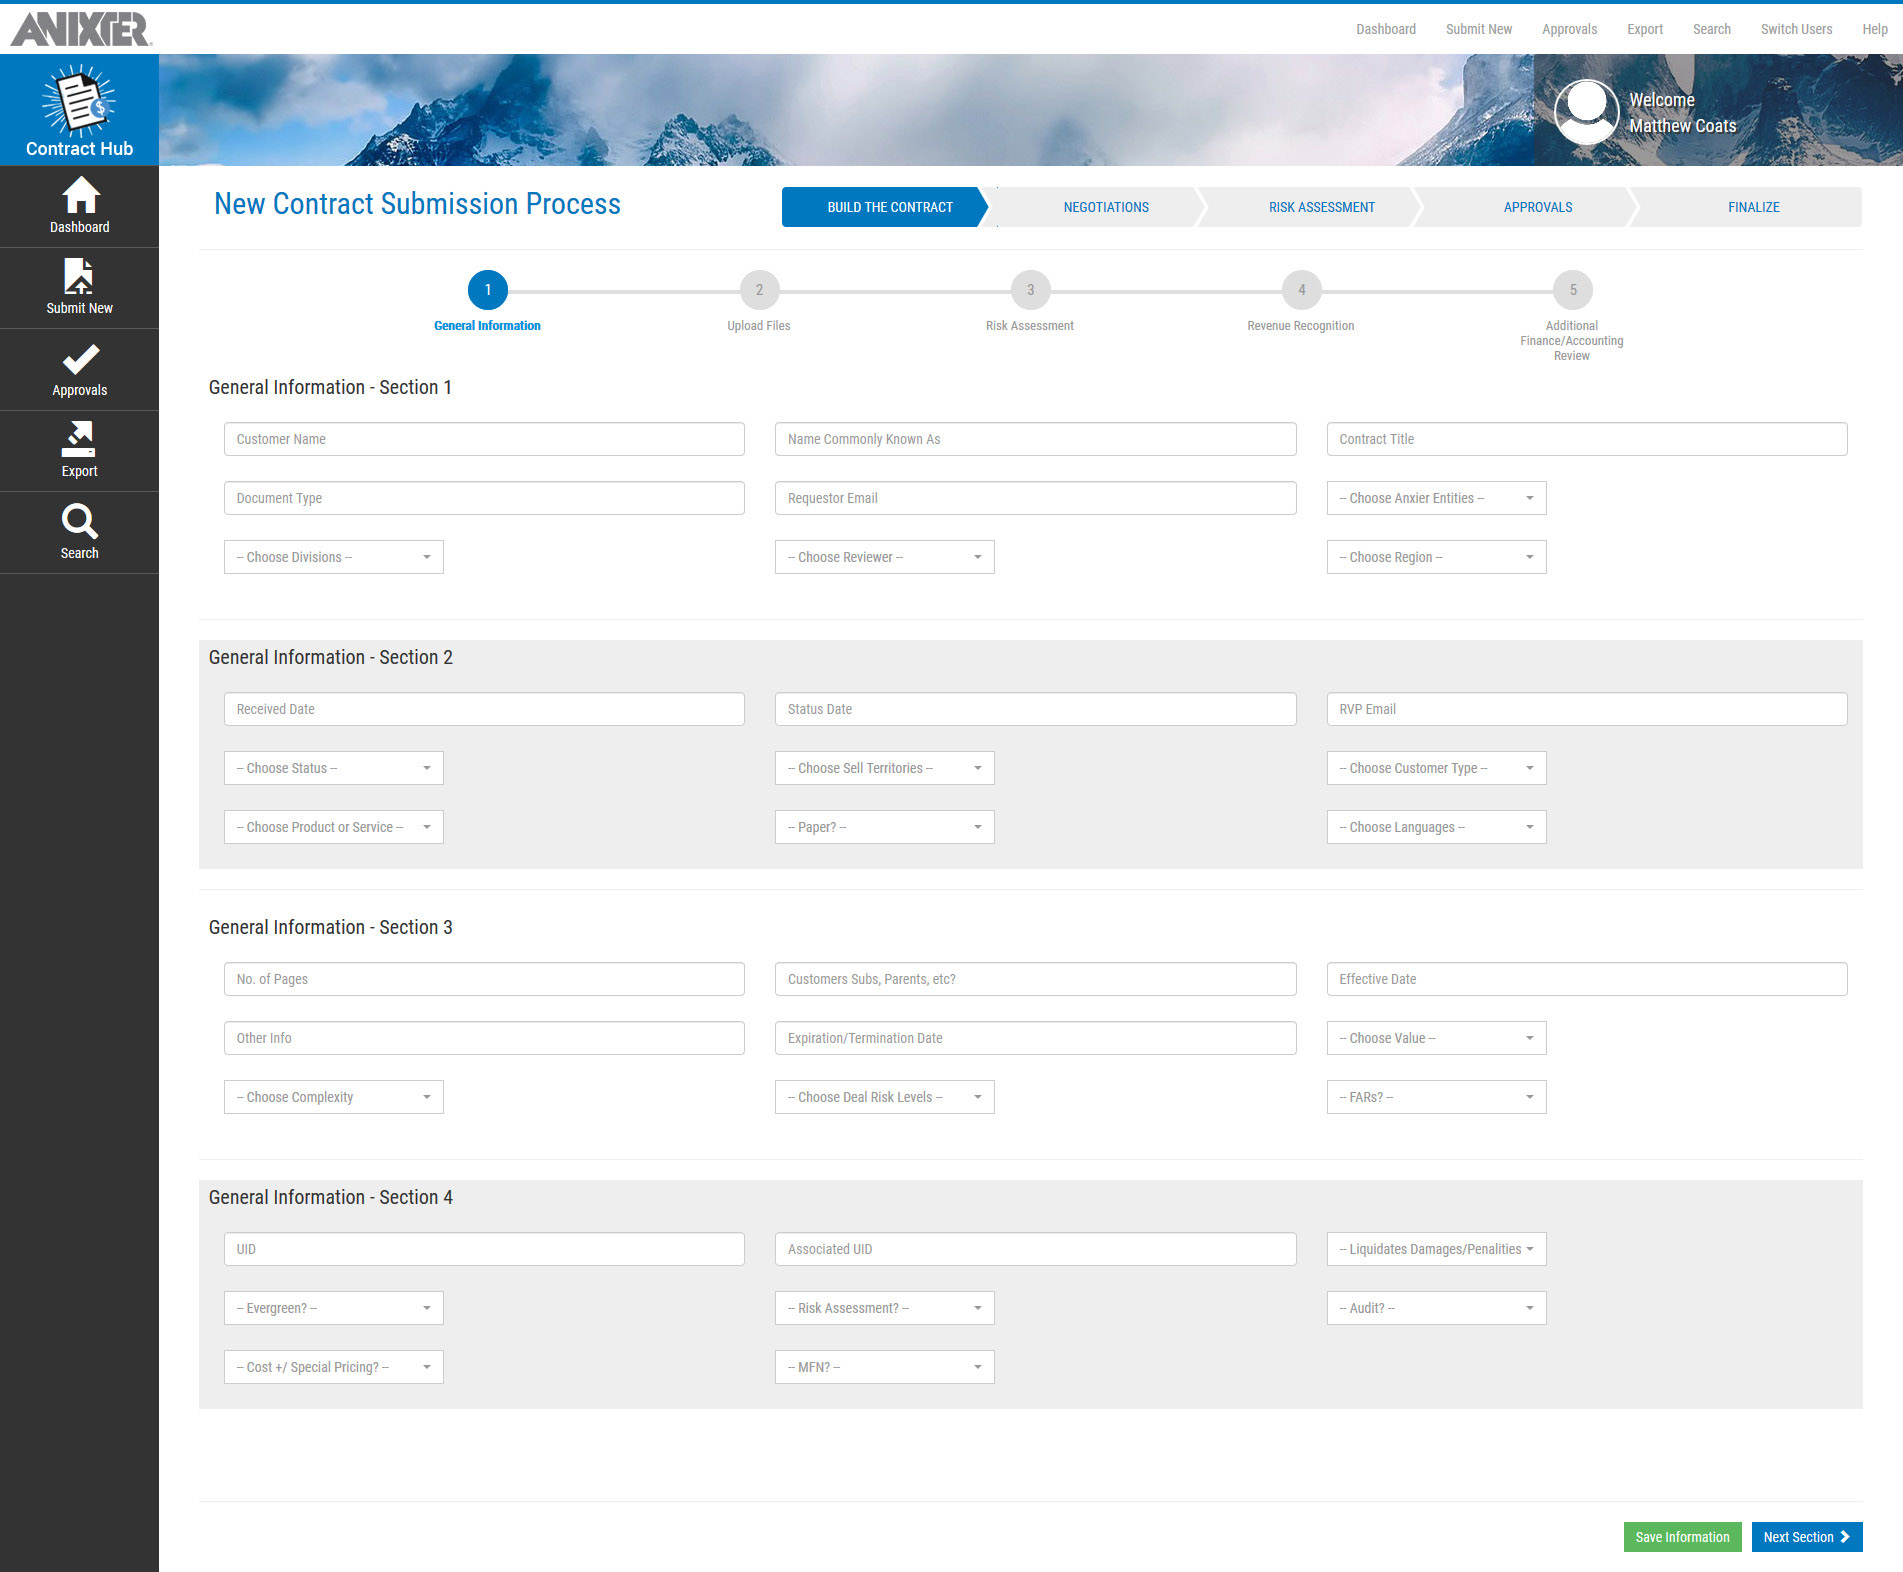 ANIXTER
Dashboard Submit New Approvals Export Search Switch Users Help
Contract Hub
Welcome
Matthew Coats
Dashboard
Submit New
Approvals
Export
Search
New Contract Submission Process
BUILD THE CONTRACT NEGOTIATIONS RISK ASSESSMENT APPROVALS FINALIZE
1 2 3 4 5
General Information Upload Files Risk Assessment Revenue Recognition Additional
Finance/Accounting
Review
General Information - Section 1
Customer Name Name Commonly Known As Contract Title
Document Type Requestor Email -- Choose Anxier Entities --
-- Choose Divisions -- -- Choose Reviewer -- -- Choose Region --
General Information - Section 2
Received Date Status Date RVP Email
-- Choose Status -- -- Choose Sell Territories -- -- Choose Customer Type --
-- Choose Product or Service -- -- Paper? -- -- Choose Languages --
General Information - Section 3
No. of Pages Customers Subs, Parents, etc? Effective Date
Other Info Expiration/Termination Date -- Choose Value --
-- Choose Complexity -- Choose Deal Risk Levels -- -- FARs? --
General Information - Section 4
UID Associated UID -- Liquidates Damages/Penalities
-- Evergreen? -- -- Risk Assessment? -- -- Audit? --
-- Cost +/ Special Pricing? -- -- MFN? --
Save Information Next Section